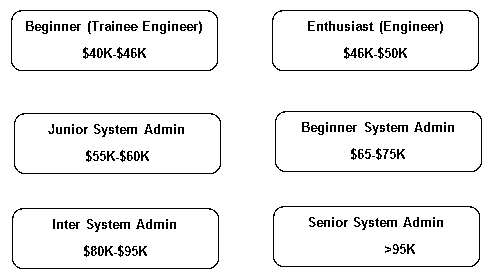 Beginner (Trainee Engineer)
$40K-$46K
Enthusiast (Engineer)
$46K-$50K
Junior System Admin
$55K-$60K
Beginner System Admin
$65-$75K
Inter System Admin
$80K-$95K
Senior System Admin
>95K